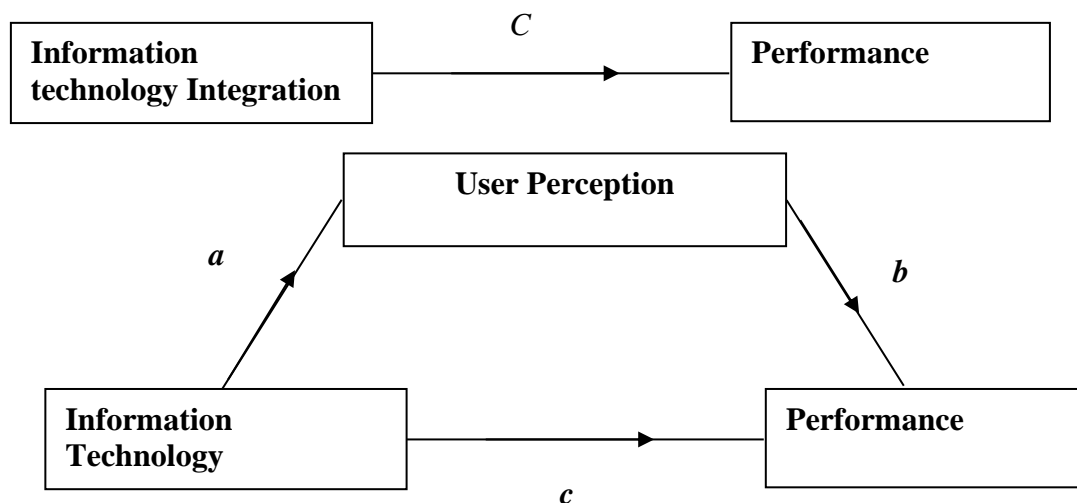 C
Information
technology Integration
Performance
User Perception
a
b
Information
Technology
Performance
c